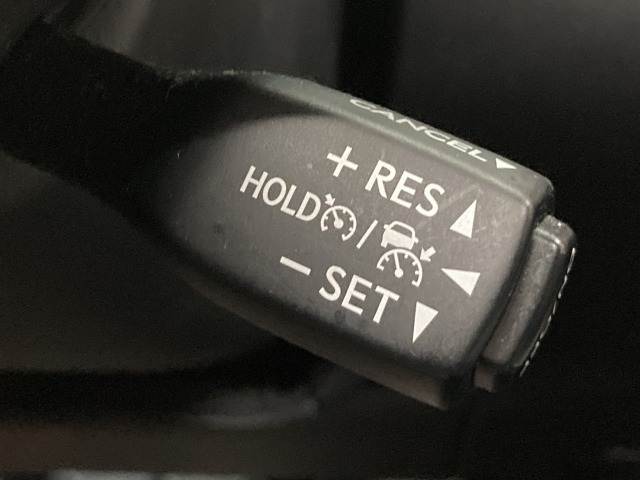 CANCEL
+ RES
HOLD /
− SET